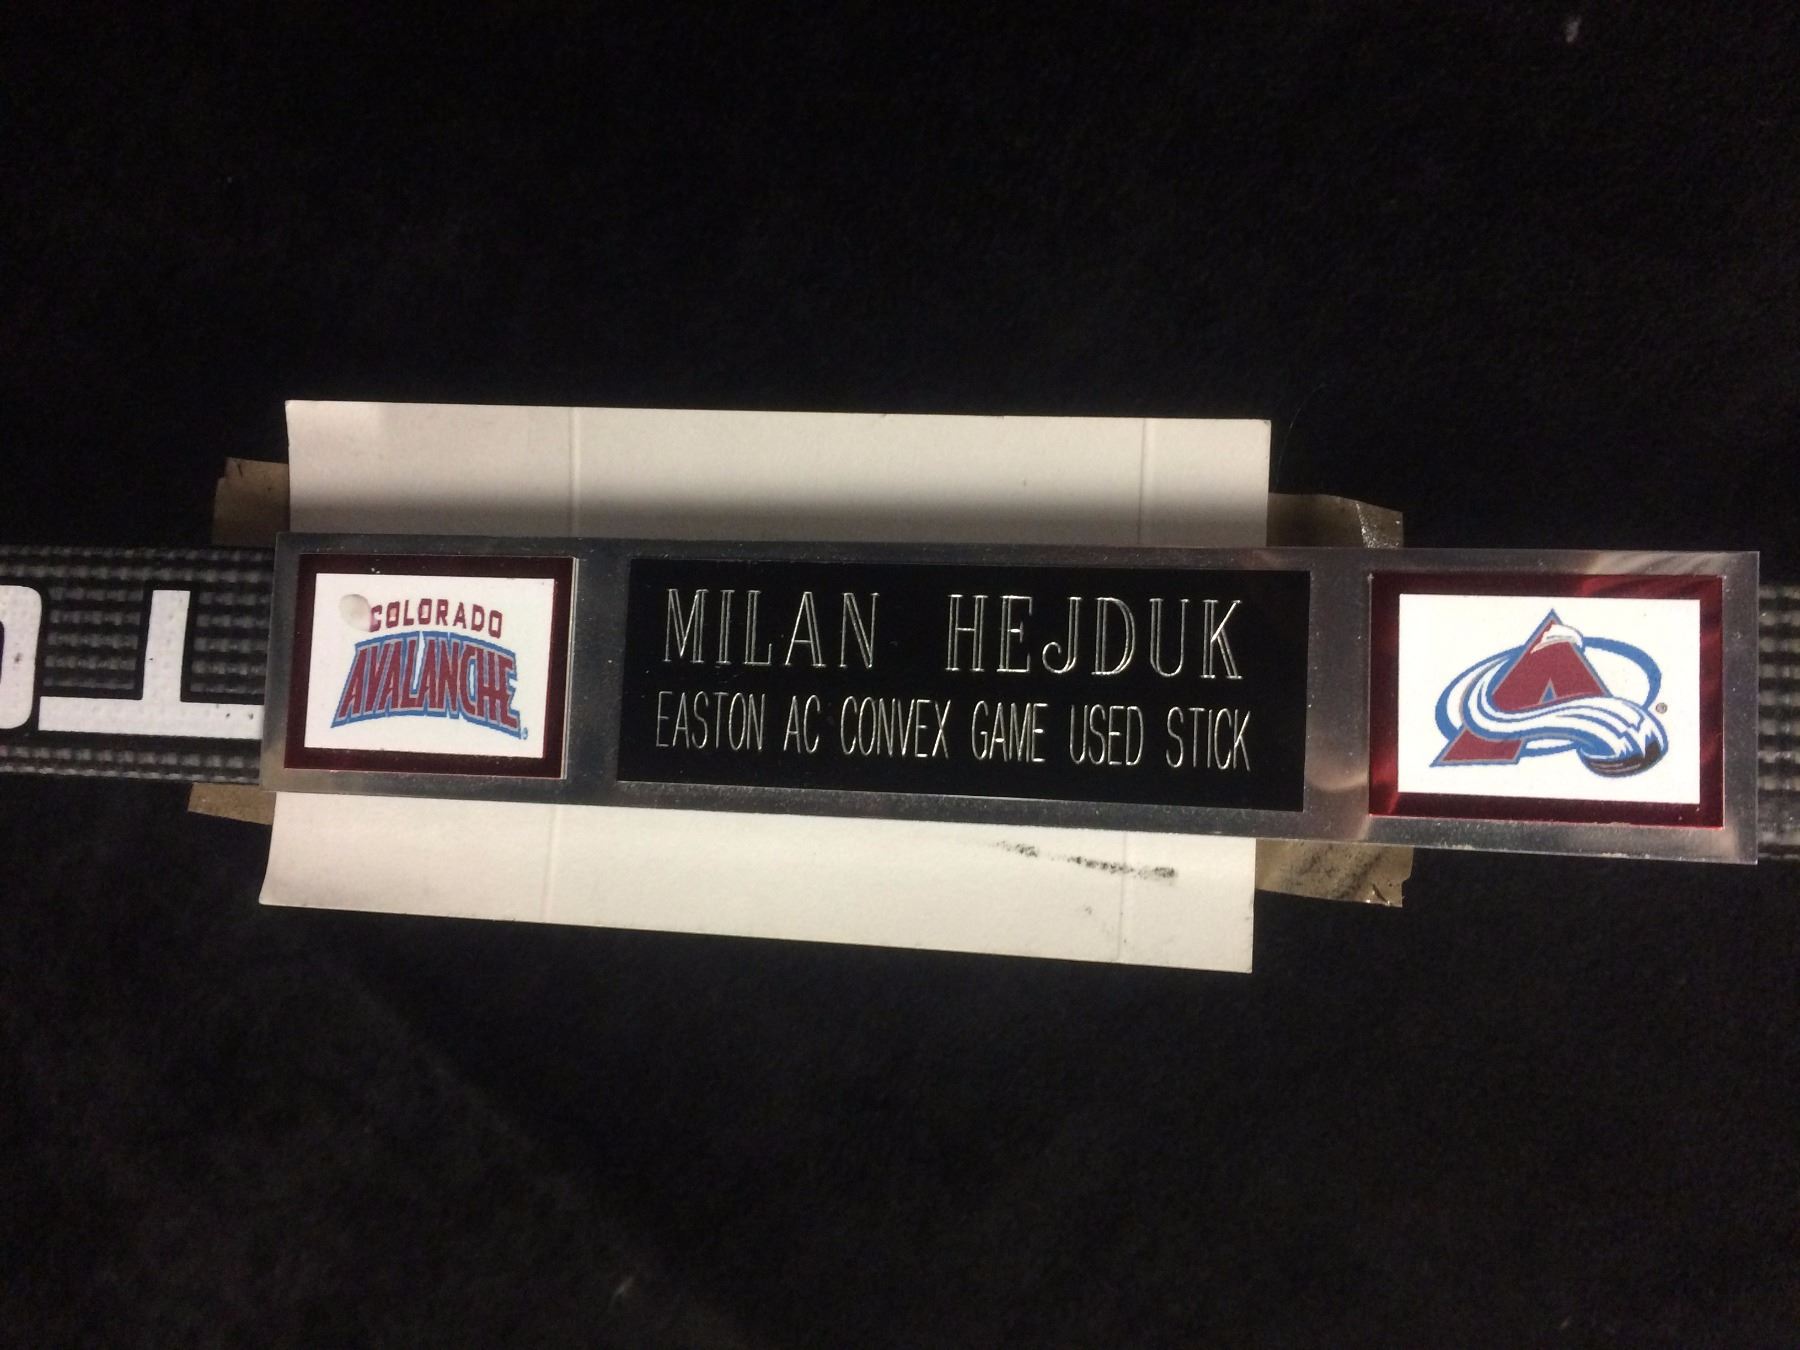 COLORADO
AVALANCHE
MILAN HEJDUK
EASTON AC CONVEX GAME USED STICK
A